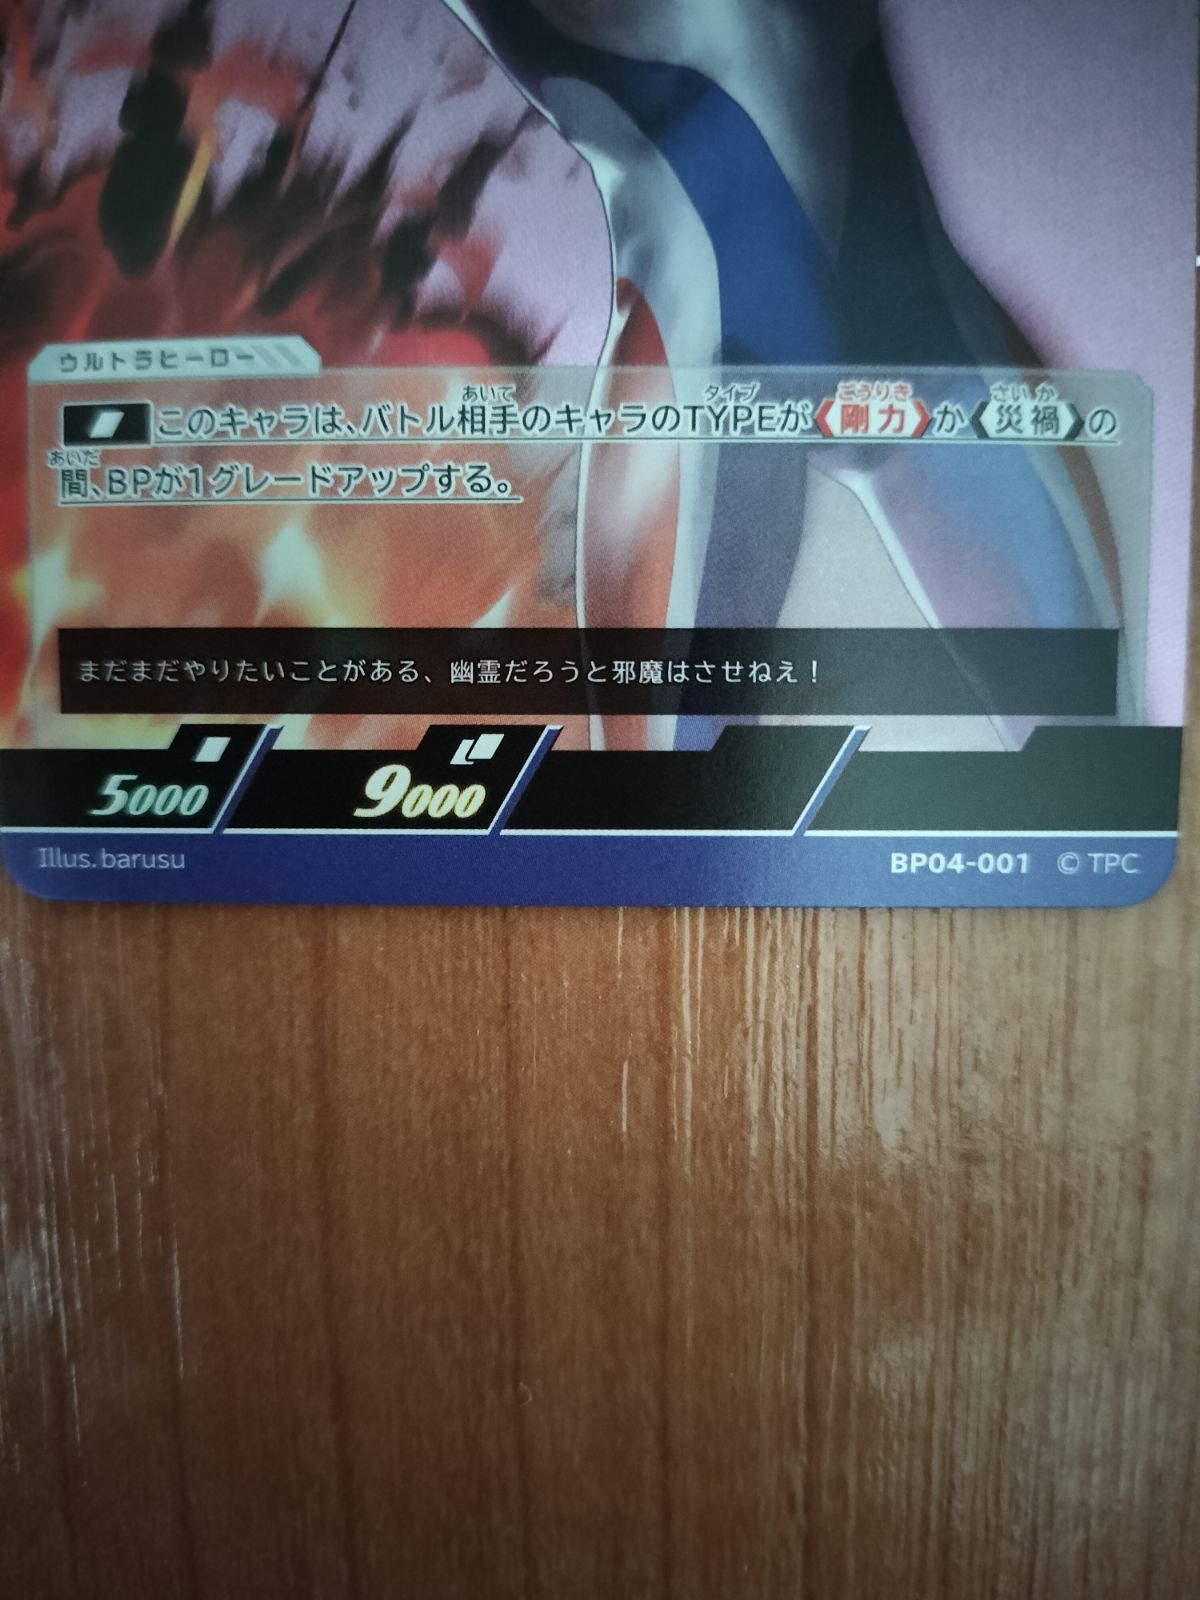 ウルトラヒーロー
このキャラは、バトル相手のキャラのTYPEが剛力か災禍の
あいて タイプ ごうりき さいか
間、BPが1グレードアップする。
あいだ
まだまだやりたいことがある、幽霊だろうと邪魔はさせねえ！
5000 9000
Illus. barusu BP04-001 © TPC